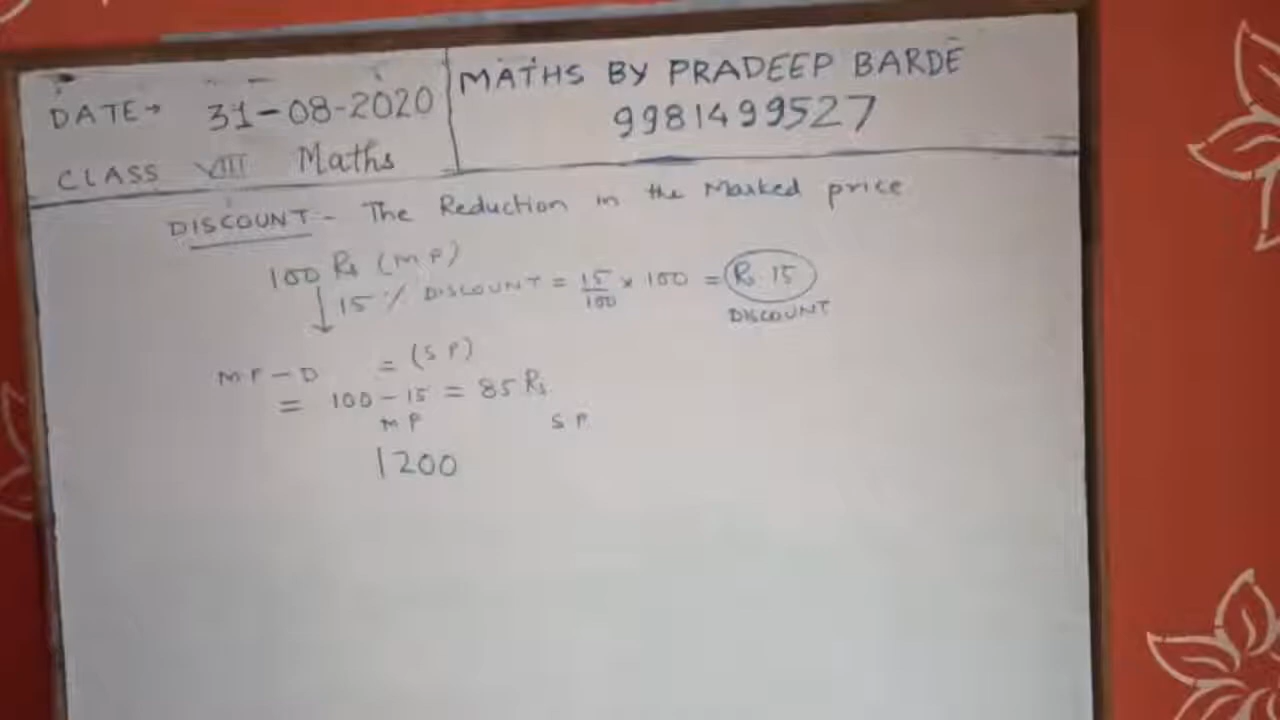 DATE→ 31-08-2020
CLASS VIII Maths
MATHS BY PRADEEP BARDE
9981499527
DISCOUNT - The Reduction in the Marked price
100 Rs (MP)
15 % DISCOUNT = 15/100 × 100 = Rs 15
DISCOUNT
MP-D = (SP)
= 100-15 = 85 Rs
MP SP
1200